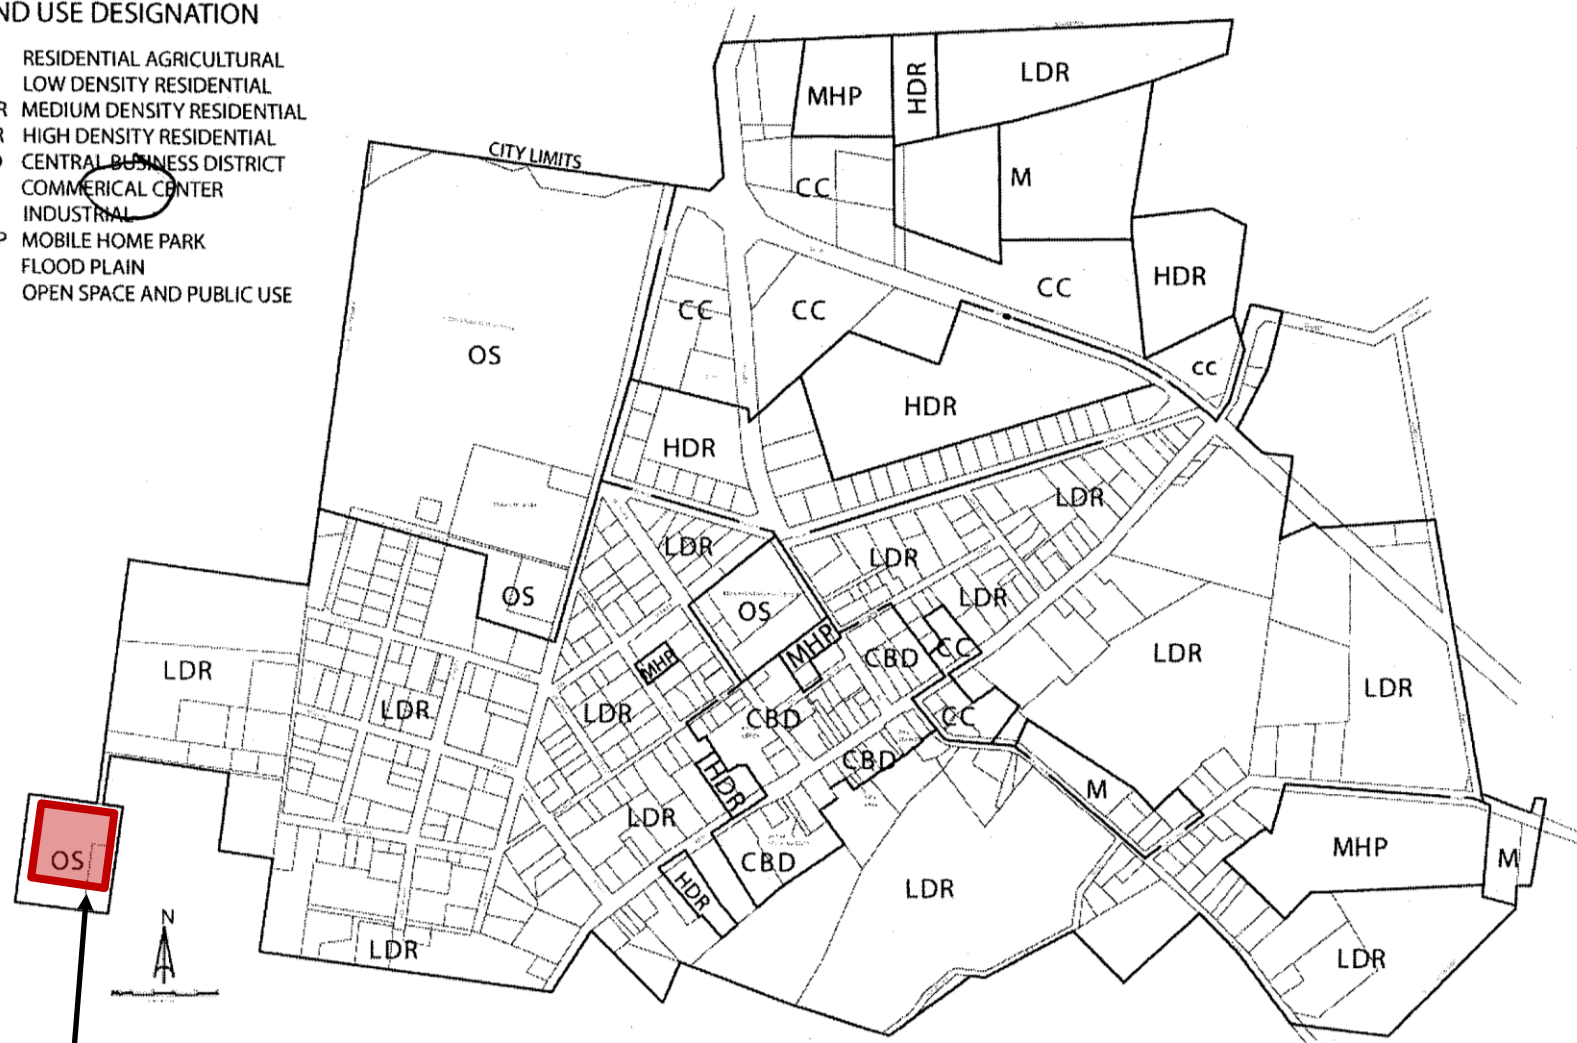 ND USE DESIGNATION
RESIDENTIAL AGRICULTURAL
LOW DENSITY RESIDENTIAL
R MEDIUM DENSITY RESIDENTIAL
R HIGH DENSITY RESIDENTIAL
D CENTRAL BUSINESS DISTRICT
COMMERICAL CENTER
INDUSTRIAL
P MOBILE HOME PARK
FLOOD PLAIN
OPEN SPACE AND PUBLIC USE
CITY LIMITS
MHP
HDR
LDR
M
CC
CC
HDR
CC
CC
CC
OS
HDR
HDR
LDR
LDR
LDR
OS
LDR
OS
MHP
MHP
CBD
CC
LDR
LDR
LDR
LDR
LDR
CBD
CC
CBD
HDR
M
LDR
CBD
MHP
M
OS
HDR
LDR
LDR
LDR
N